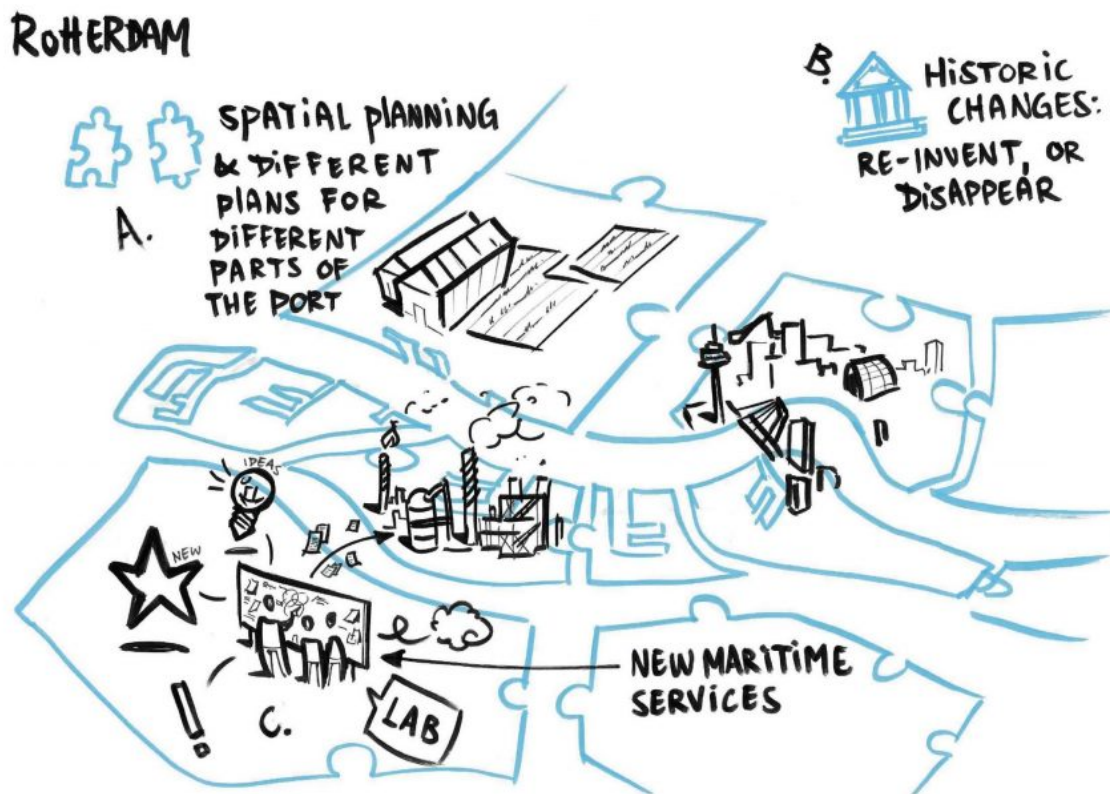 ROTTERDAM
A.
SPATIAL PLANNING
& DIFFERENT
PLANS FOR
DIFFERENT
PARTS OF
THE PORT
B.
HISTORIC
CHANGES:
RE-INVENT, OR
DISAPPEAR
IDEAS
NEW
C.
LAB
NEW MARITIME
SERVICES